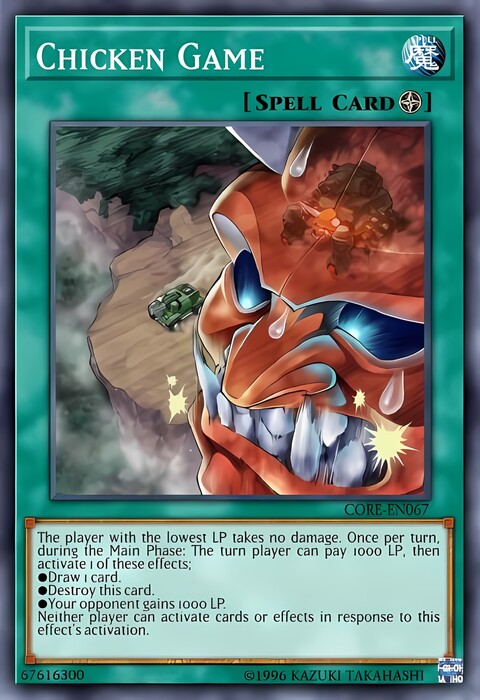 CHICKEN GAME
魔
[SPELL CARD]
CORE-EN067
The player with the lowest LP takes no damage. Once per turn,
during the Main Phase: The turn player can pay 1000 LP, then
activate 1 of these effects;
●Draw 1 card.
●Destroy this card.
●Your opponent gains 1000 LP.
Neither player can activate cards or effects in response to this
effect's activation.
67616300
©1996 KAZUKI TAKAHASHI